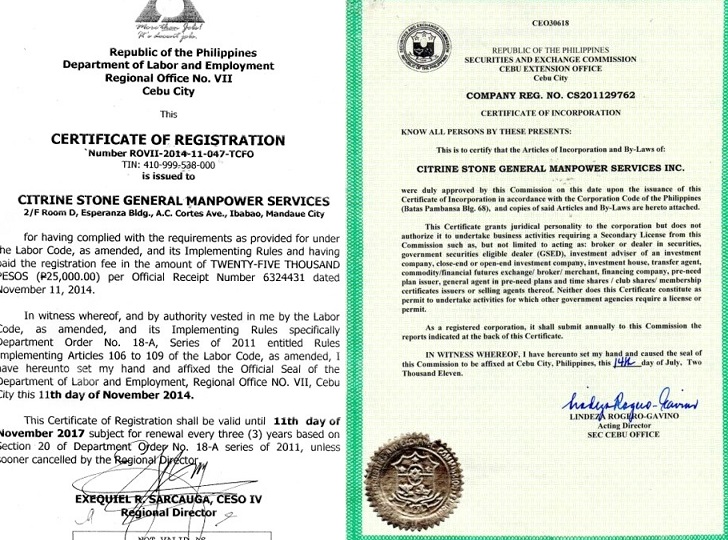 More than Jobs!
It's decent jobs.
Republic of the Philippines
Department of Labor and Employment
Regional Office No. VII
Cebu City
This
CERTIFICATE OF REGISTRATION
Number ROVII-2014-11-047-TCFO
TIN: 410-999-538-000
is issued to
CITRINE STONE GENERAL MANPOWER SERVICES
2/F Room D, Esperanza Bldg., A.C. Cortes Ave., Ibabao, Mandaue City
for having complied with the requirements as provided for under
the Labor Code, as amended, and its Implementing Rules and having
paid the registration fee in the amount of TWENTY-FIVE THOUSAND
PESOS (₱25,000.00) per Official Receipt Number 6324431 dated
November 11, 2014.
In witness whereof, and by authority vested in me by the Labor
Code, as amended, and its Implementing Rules specifically
Department Order No. 18-A, Series of 2011 entitled Rules
Implementing Articles 106 to 109 of the Labor Code, as amended, I
have hereunto set my hand and affixed the Official Seal of the
Department of Labor and Employment, Regional Office NO. VII, Cebu
City this 11th day of November 2014.
This Certificate of Registration shall be valid until 11th day of
November 2017 subject for renewal every three (3) years based on
Section 20 of Department Order No. 18-A series of 2011, unless
sooner cancelled by the Regional Director.
EXEQUIEL R. SARCAUGA, CESO IV
Regional Director
CEO30618
REPUBLIC OF THE PHILIPPINES
SECURITIES AND EXCHANGE COMMISSION
CEBU EXTENSION OFFICE
Cebu City
COMPANY REG. NO. CS201129762
CERTIFICATE OF INCORPORATION
KNOW ALL PERSONS BY THESE PRESENTS:
This is to certify that the Articles of Incorporation and By-Laws of:
CITRINE STONE GENERAL MANPOWER SERVICES INC.
were duly approved by this Commission on this date upon the issuance of this
Certificate of Incorporation in accordance with the Corporation Code of the Philippines
(Batas Pambansa Blg. 68), and copies of said Articles and By-Laws are hereto attached.
This Certificate grants juridical personality to the corporation but does not
authorize it to undertake business activities requiring a Secondary License from this
Commission such as, but not limited to acting as: broker or dealer in securities,
government securities eligible dealer (GSED), investment adviser of an investment
company, close-end or open-end investment company, investment house, transfer agent,
commodity/financial futures exchange/ broker/ merchant, financing company, pre-need
plan issuer, general agent in pre-need plans and time shares / club shares/ membership
certificates issuers or selling agents thereof. Neither does this Certificate constitute as
permit to undertake activities for which other government agencies require a license or
permit.
As a registered corporation, it shall submit annually to this Commission the
reports indicated at the back of this Certificate.
IN WITNESS WHEREOF, I have hereunto set my hand and caused the seal of
this Commission to be affixed at Cebu City, Philippines, this 14th day of July, Two
Thousand Eleven.
LINDEZA ROGERO-GAVINO
Acting Director
SEC CEBU OFFICE